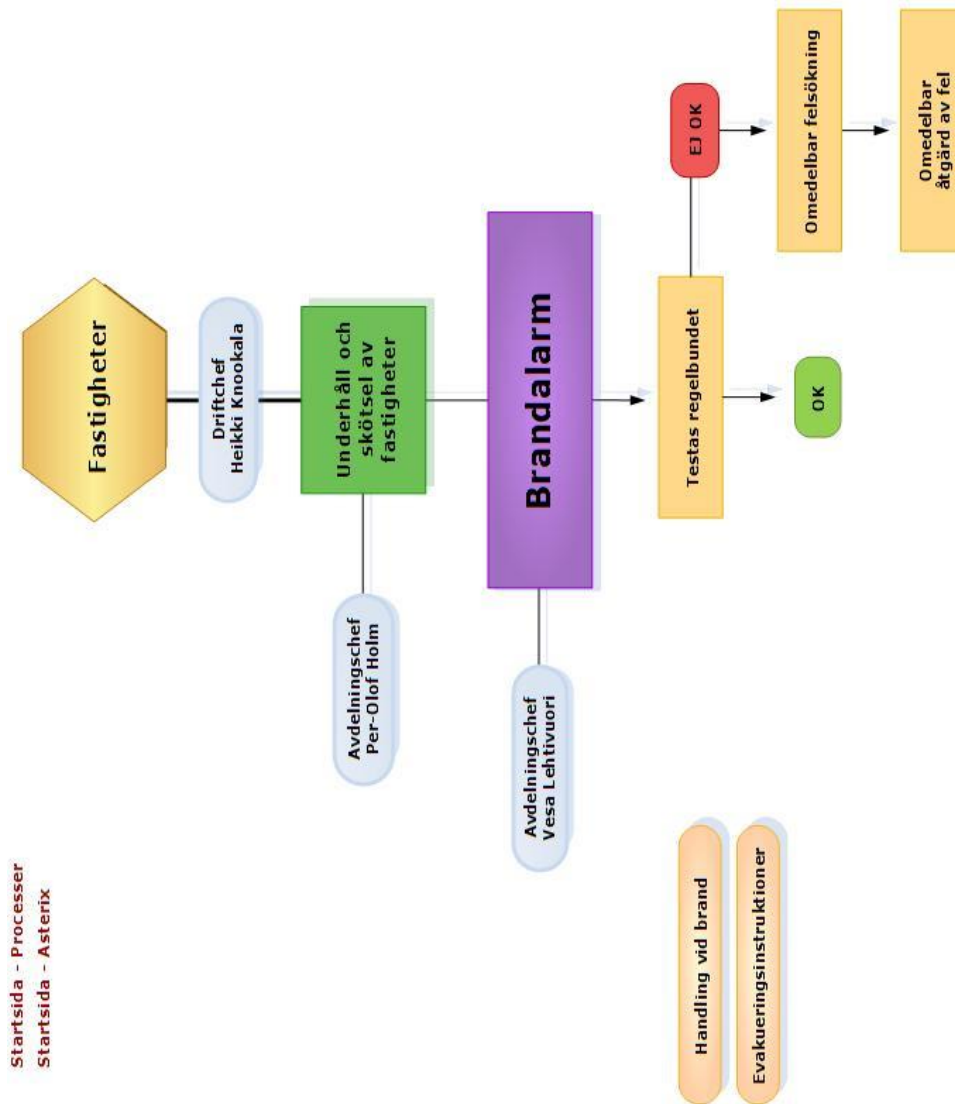 Startsida - Processer
Startsida - Asterix
Fastigheter
Driftchef
Heikki Knookala
Underhåll och
skötsel av
fastigheter
Avdelningschef
Per-Olof Holm
Brandalarm
Avdelningschef
Vesa Lehtivuori
Testas regelbundet
EJ OK
OK
Omedelbar felsökning
Omedelbar
åtgärd av fel
Handling vid brand
Evakueringsinstruktioner